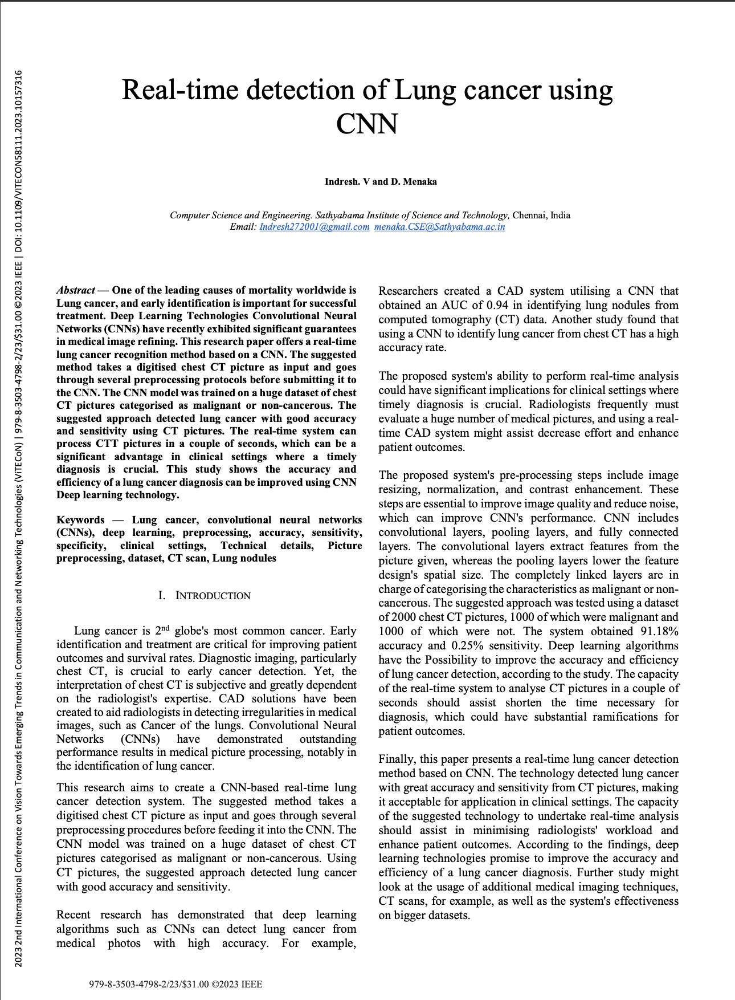 2023 2nd International Conference on Vision Towards Emerging Trends in Communication and Networking Technologies (ViTECoN) | 979-8-3503-4798-2/23/$31.00 ©2023 IEEE | DOI: 10.1109/VITECON58111.2023.10157316
Real-time detection of Lung cancer using
CNN
Indresh. V and D. Menaka
Computer Science and Engineering. Sathyabama Institute of Science and Technology, Chennai, India
Email: Indresh272001@gmail.com menaka.CSE@Sathyabama.ac.in
Abstract — One of the leading causes of mortality worldwide is
Lung cancer, and early identification is important for successful
treatment. Deep Learning Technologies Convolutional Neural
Networks (CNNs) have recently exhibited significant guarantees
in medical image refining. This research paper offers a real-time
lung cancer recognition method based on a CNN. The suggested
method takes a digitised chest CT picture as input and goes
through several preprocessing protocols before submitting it to
the CNN. The CNN model was trained on a huge dataset of chest
CT pictures categorised as malignant or non-cancerous. The
suggested approach detected lung cancer with good accuracy
and sensitivity using CT pictures. The real-time system can
process CTT pictures in a couple of seconds, which can be a
significant advantage in clinical settings where a timely
diagnosis is crucial. This study shows the accuracy and
efficiency of a lung cancer diagnosis can be improved using CNN
Deep learning technology.
Keywords — Lung cancer, convolutional neural networks
(CNNs), deep learning, preprocessing, accuracy, sensitivity,
specificity, clinical settings, Technical details, Picture
preprocessing, dataset, CT scan, Lung nodules
I. INTRODUCTION
Lung cancer is 2nd globe's most common cancer. Early
identification and treatment are critical for improving patient
outcomes and survival rates. Diagnostic imaging, particularly
chest CT, is crucial to early cancer detection. Yet, the
interpretation of chest CT is subjective and greatly dependent
on the radiologist's expertise. CAD solutions have been
created to aid radiologists in detecting irregularities in medical
images, such as Cancer of the lungs. Convolutional Neural
Networks (CNNs) have demonstrated outstanding
performance results in medical picture processing, notably in
the identification of lung cancer.
This research aims to create a CNN-based real-time lung
cancer detection system. The suggested method takes a
digitised chest CT picture as input and goes through several
preprocessing procedures before feeding it into the CNN. The
CNN model was trained on a huge dataset of chest CT
pictures categorised as malignant or non-cancerous. Using
CT pictures, the suggested approach detected lung cancer
with good accuracy and sensitivity.
Recent research has demonstrated that deep learning
algorithms such as CNNs can detect lung cancer from
medical photos with high accuracy. For example,
Researchers created a CAD system utilising a CNN that
obtained an AUC of 0.94 in identifying lung nodules from
computed tomography (CT) data. Another study found that
using a CNN to identify lung cancer from chest CT has a high
accuracy rate.
The proposed system's ability to perform real-time analysis
could have significant implications for clinical settings where
timely diagnosis is crucial. Radiologists frequently must
evaluate a huge number of medical pictures, and using a real-
time CAD system might assist decrease effort and enhance
patient outcomes.
The proposed system's pre-processing steps include image
resizing, normalization, and contrast enhancement. These
steps are essential to improve image quality and reduce noise,
which can improve CNN's performance. CNN includes
convolutional layers, pooling layers, and fully connected
layers. The convolutional layers extract features from the
picture given, whereas the pooling layers lower the feature
design's spatial size. The completely linked layers are in
charge of categorising the characteristics as malignant or non-
cancerous. The suggested approach was tested using a dataset
of 2000 chest CT pictures, 1000 of which were malignant and
1000 of which were not. The system obtained 91.18%
accuracy and 0.25% sensitivity. Deep learning algorithms
have the Possibility to improve the accuracy and efficiency
of lung cancer detection, according to the study. The capacity
of the real-time system to analyse CT pictures in a couple of
seconds should assist shorten the time necessary for
diagnosis, which could have substantial ramifications for
patient outcomes.
Finally, this paper presents a real-time lung cancer detection
method based on CNN. The technology detected lung cancer
with great accuracy and sensitivity from CT pictures, making
it acceptable for application in clinical settings. The capacity
of the suggested technology to undertake real-time analysis
should assist in minimising radiologists' workload and
enhance patient outcomes. According to the findings, deep
learning technologies promise to improve the accuracy and
efficiency of a lung cancer diagnosis. Further study might
look at the usage of additional medical imaging techniques,
CT scans, for example, as well as the system's effectiveness
on bigger datasets.
979-8-3503-4798-2/23/$31.00 ©2023 IEEE